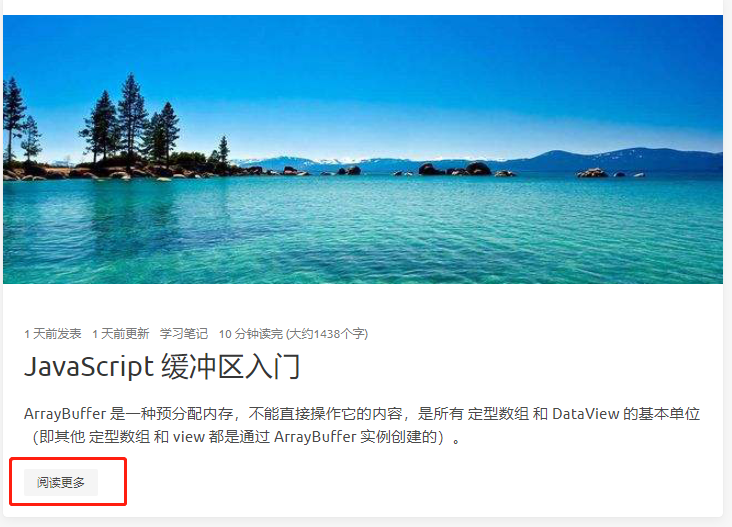 1 天前发表 1 天前更新 学习笔记 10 分钟读完 (大约1438个字)
JavaScript 缓冲区入门
ArrayBuffer 是一种预分配内存，不能直接操作它的内容，是所有 定型数组 和 DataView 的基本单位
（即其他 定型数组 和 view 都是通过 ArrayBuffer 实例创建的）。
阅读更多